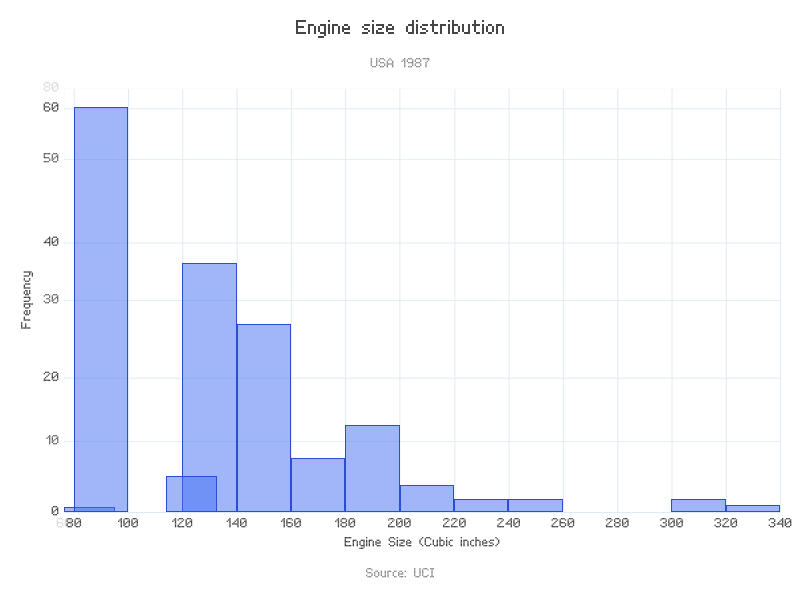 Engine size distribution
USA 1987
80
60
50
40
30
20
10
0
Frequency
6080 100 120 140 160 180 200 220 240 260 280 300 320 340
Engine Size (Cubic inches)
Source: UCI